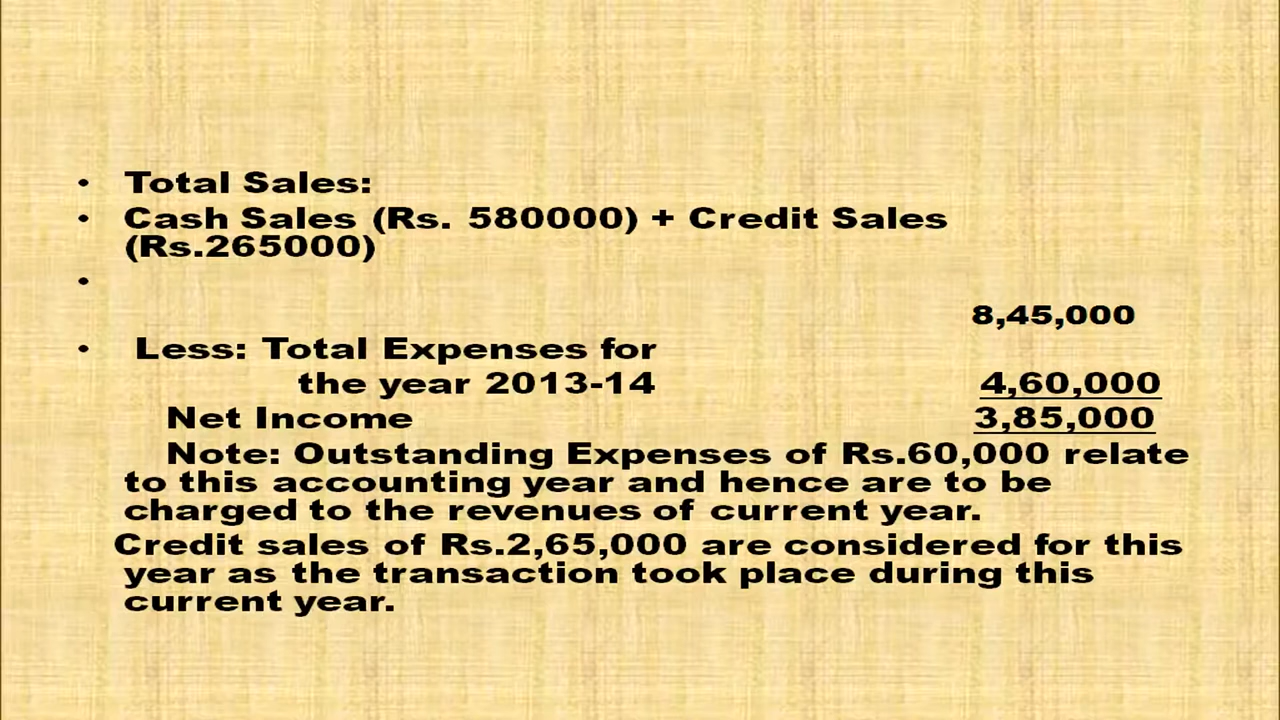 • Total Sales:
• Cash Sales (Rs. 580000) + Credit Sales
(Rs.265000)
•
8,45,000
• Less: Total Expenses for
the year 2013-14 4,60,000
Net Income 3,85,000
Note: Outstanding Expenses of Rs.60,000 relate
to this accounting year and hence are to be
charged to the revenues of current year.
Credit sales of Rs.2,65,000 are considered for this
year as the transaction took place during this
current year.